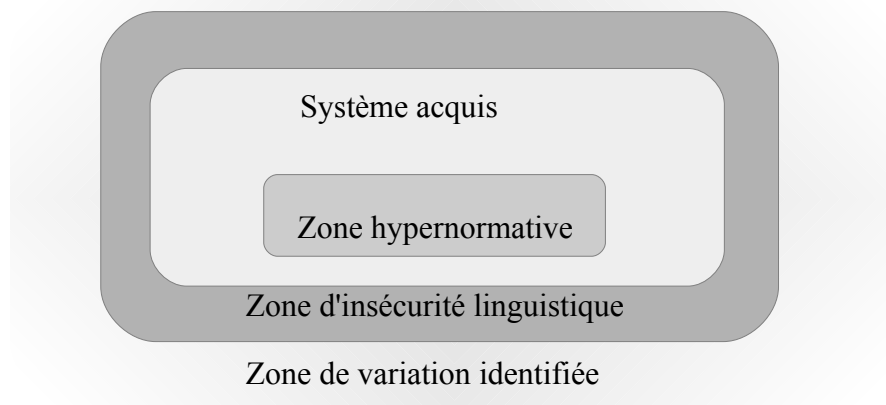 Système acquis
Zone hypernormative
Zone d'insécurité linguistique
Zone de variation identifiée